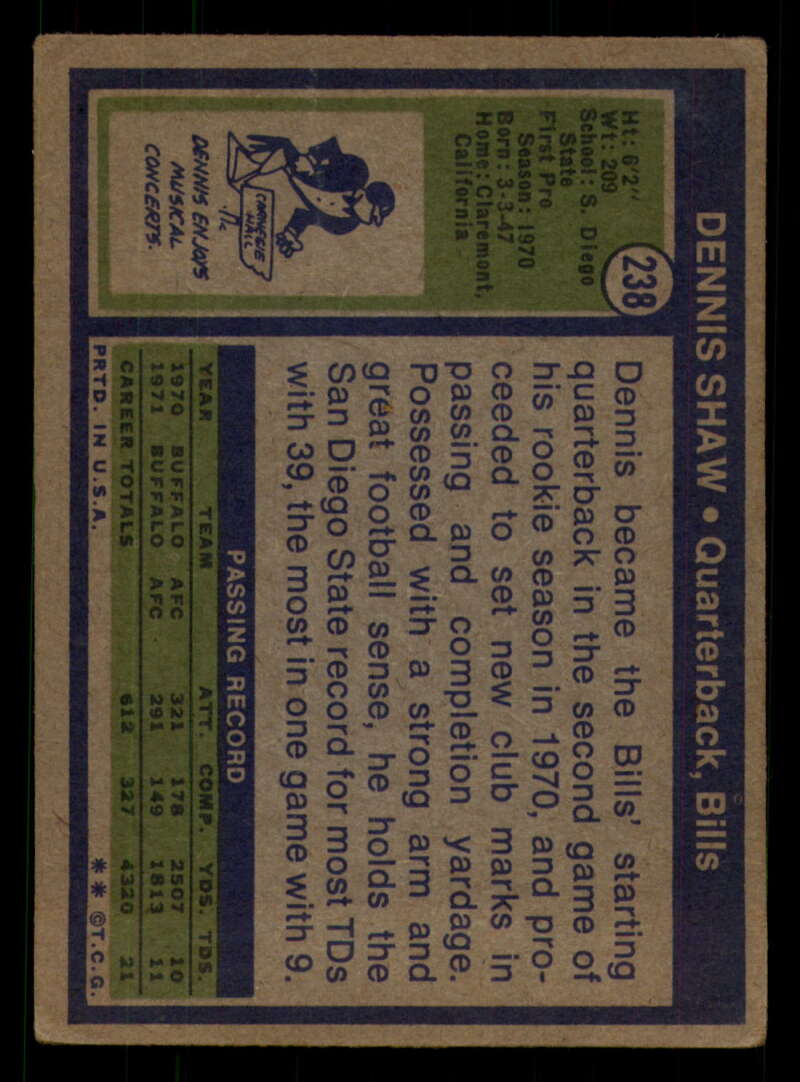 DENNIS SHAW • Quarterback, Bills
238
Ht: 6'2"
Wt: 209
School: S. Diego
State
First Pro
Season: 1970
Born: 3-3-47
Home: Claremont,
California
CARNEGIE
HALL
DENNIS ENJOYS
MUSICAL
CONCERTS.
Dennis became the Bills' starting
quarterback in the second game of
his rookie season in 1970, and pro-
ceeded to set new club marks in
passing and completion yardage.
Possessed with a strong arm and
great football sense, he holds the
San Diego State record for most TDs
with 39, the most in one game with 9.
PASSING RECORD
YEAR TEAM ATT. COMP. YDS. TDS.
1970 BUFFALO AFC 321 178 2507 10
1971 BUFFALO AFC 291 149 1813 11
CAREER TOTALS 612 327 4320 21
PRTD. IN U.S.A. ** ©T.C.G.